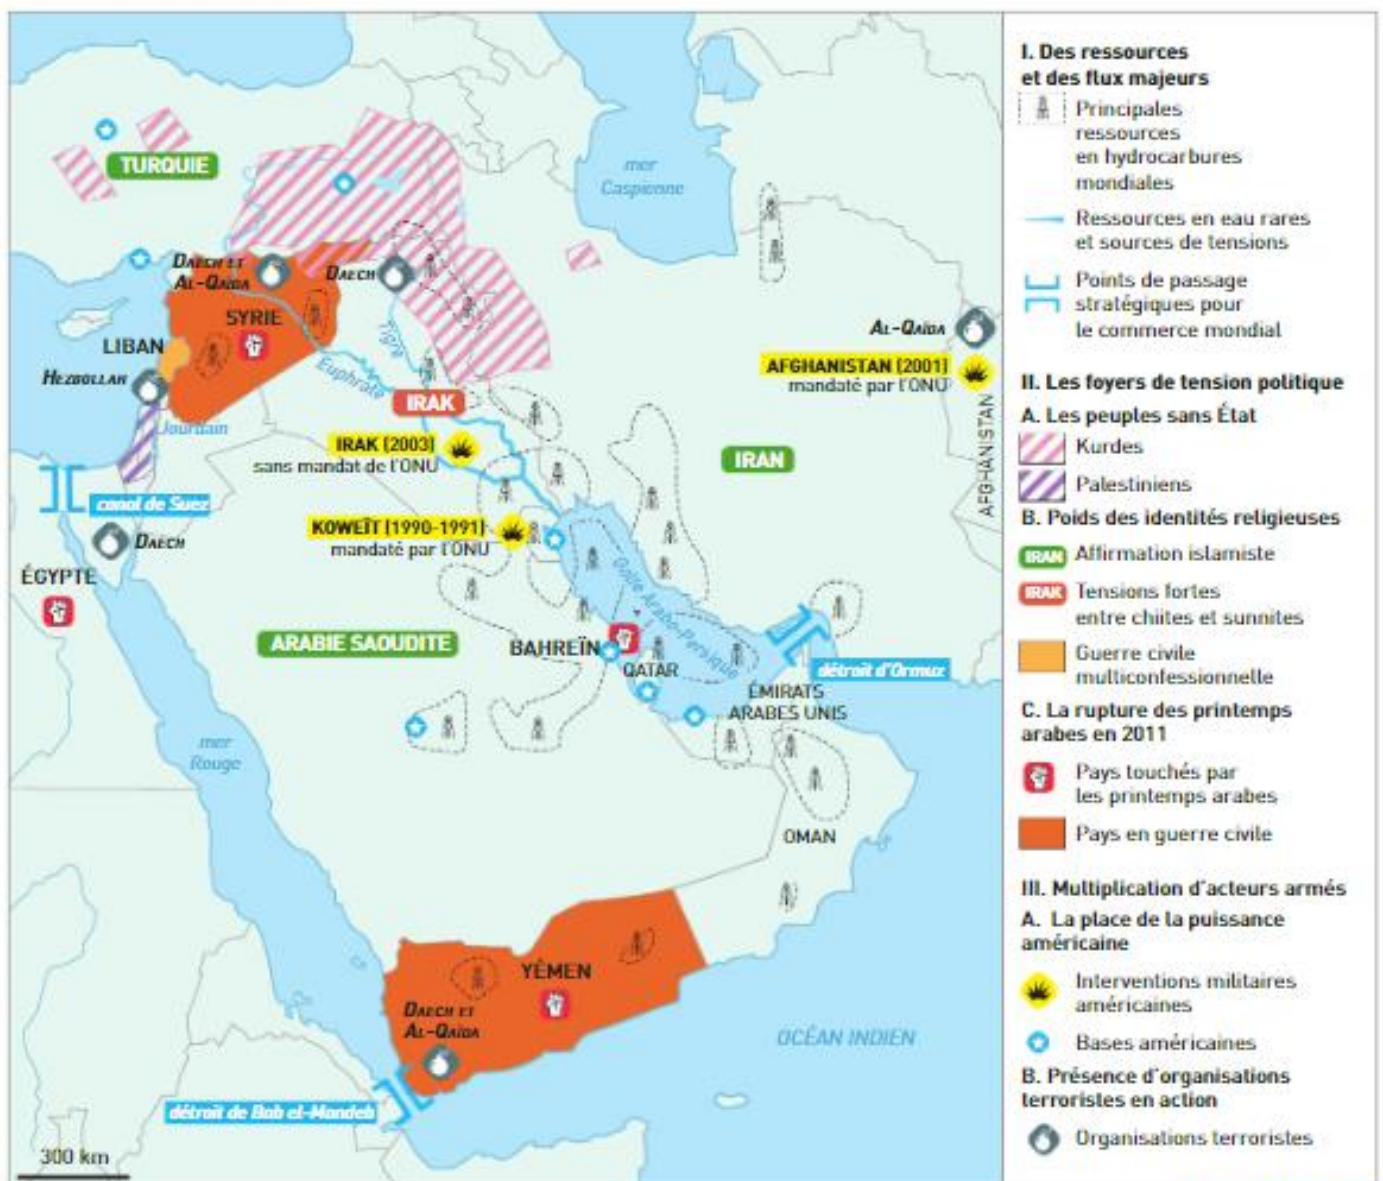 mer
Caspienne
TURQUIE
DAECH ET
AL-QAÏDA
DAECH
SYRIE
LIBAN
HEZBOLLAH
Tigre
Euphrate
Jourdain
IRAK
IRAK (2003)
sans mandat de l'ONU
AL-QAÏDA
AFGHANISTAN (2001)
mandaté par l'ONU
AFGHANISTAN
IRAN
canal de Suez
DAECH
KOWEÏT (1990-1991)
mandaté par l'ONU
ÉGYPTE
Golfe Arabo-Persique
ARABIE SAOUDITE
BAHREÏN
QATAR
détroit d'Ormuz
ÉMIRATS
ARABES UNIS
mer
Rouge
OMAN
YÉMEN
DAECH ET
AL-QAÏDA
OCÉAN INDIEN
détroit de Bab el-Mandeb
300 km
I. Des ressources
et des flux majeurs
Principales
ressources
en hydrocarbures
mondiales
Ressources en eau rares
et sources de tensions
Points de passage
stratégiques pour
le commerce mondial
II. Les foyers de tension politique
A. Les peuples sans État
Kurdes
Palestiniens
B. Poids des identités religieuses
IRAN Affirmation islamiste
IRAK Tensions fortes
entre chiites et sunnites
Guerre civile
multiconfessionnelle
C. La rupture des printemps
arabes en 2011
Pays touchés par
les printemps arabes
Pays en guerre civile
III. Multiplication d'acteurs armés
A. La place de la puissance
américaine
Interventions militaires
américaines
Bases américaines
B. Présence d'organisations
terroristes en action
Organisations terroristes